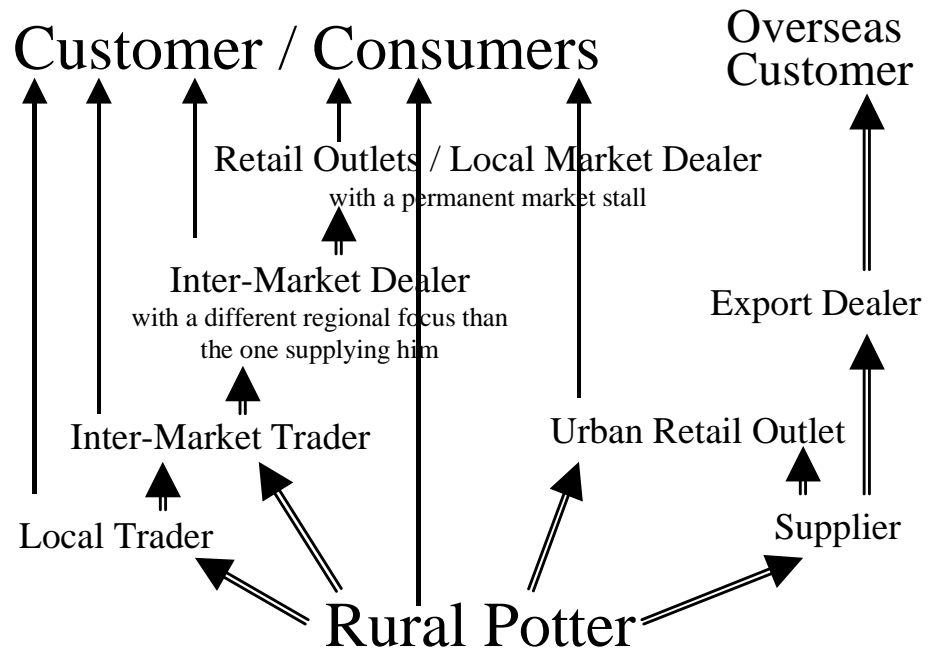 Customer / Consumers
Overseas
Customer
Retail Outlets / Local Market Dealer
with a permanent market stall
Inter-Market Dealer
with a different regional focus than
the one supplying him
Export Dealer
Inter-Market Trader
Urban Retail Outlet
Local Trader
Supplier
Rural Potter